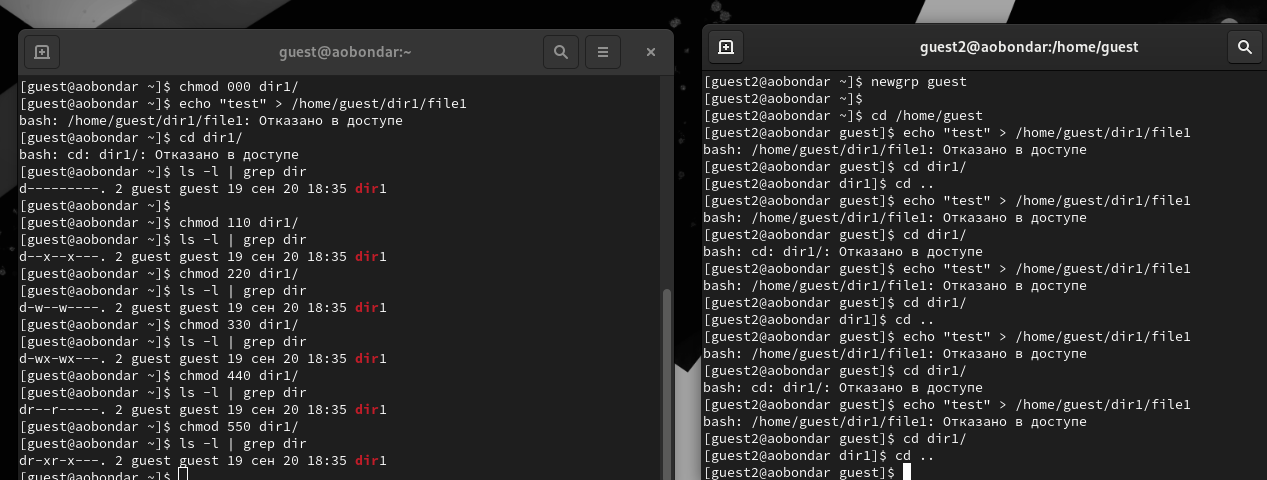 guest@aobondar:~
[guest@aobondar ~]$ chmod 000 dir1/
[guest@aobondar ~]$ echo "test" > /home/guest/dir1/file1
bash: /home/guest/dir1/file1: Отказано в доступе
[guest@aobondar ~]$ cd dir1/
bash: cd: dir1/: Отказано в доступе
[guest@aobondar ~]$ ls -l | grep dir
d---------. 2 guest guest 19 сен 20 18:35 dir1
[guest@aobondar ~]$
[guest@aobondar ~]$ chmod 110 dir1/
[guest@aobondar ~]$ ls -l | grep dir
d--x--x---. 2 guest guest 19 сен 20 18:35 dir1
[guest@aobondar ~]$ chmod 220 dir1/
[guest@aobondar ~]$ ls -l | grep dir
d-w--w----. 2 guest guest 19 сен 20 18:35 dir1
[guest@aobondar ~]$ chmod 330 dir1/
[guest@aobondar ~]$ ls -l | grep dir
d-wx-wx---. 2 guest guest 19 сен 20 18:35 dir1
[guest@aobondar ~]$ chmod 440 dir1/
[guest@aobondar ~]$ ls -l | grep dir
dr--r-----. 2 guest guest 19 сен 20 18:35 dir1
[guest@aobondar ~]$ chmod 550 dir1/
[guest@aobondar ~]$ ls -l | grep dir
dr-xr-x---. 2 guest guest 19 сен 20 18:35 dir1
[guest@aobondar ~]$
guest2@aobondar:/home/guest
[guest2@aobondar ~]$ newgrp guest
[guest2@aobondar ~]$
[guest2@aobondar ~]$ cd /home/guest
[guest2@aobondar guest]$ echo "test" > /home/guest/dir1/file1
bash: /home/guest/dir1/file1: Отказано в доступе
[guest2@aobondar guest]$ cd dir1/
[guest2@aobondar dir1]$ cd ..
[guest2@aobondar guest]$ echo "test" > /home/guest/dir1/file1
bash: /home/guest/dir1/file1: Отказано в доступе
[guest2@aobondar guest]$ cd dir1/
bash: cd: dir1/: Отказано в доступе
[guest2@aobondar guest]$ echo "test" > /home/guest/dir1/file1
bash: /home/guest/dir1/file1: Отказано в доступе
[guest2@aobondar guest]$ cd dir1/
[guest2@aobondar dir1]$ cd ..
[guest2@aobondar guest]$ echo "test" > /home/guest/dir1/file1
bash: /home/guest/dir1/file1: Отказано в доступе
[guest2@aobondar guest]$ cd dir1/
bash: cd: dir1/: Отказано в доступе
[guest2@aobondar guest]$ echo "test" > /home/guest/dir1/file1
bash: /home/guest/dir1/file1: Отказано в доступе
[guest2@aobondar guest]$ cd dir1/
[guest2@aobondar dir1]$ cd ..
[guest2@aobondar guest]$